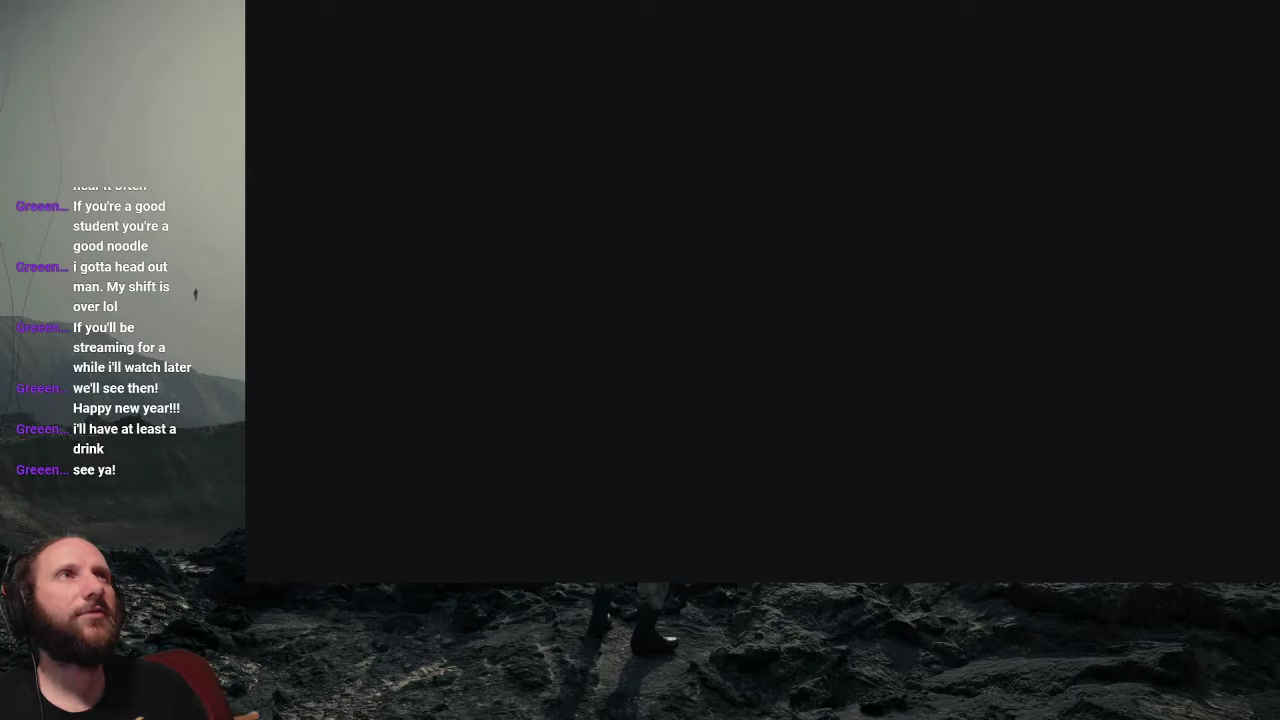 Greeen... If you're a good
student you're a
good noodle
Greeen... i gotta head out
man. My shift is
over lol
Greeen... If you'll be
streaming for a
while i'll watch later
Greeen... we'll see then!
Happy new year!!!
Greeen... i'll have at least a
drink
Greeen... see ya!